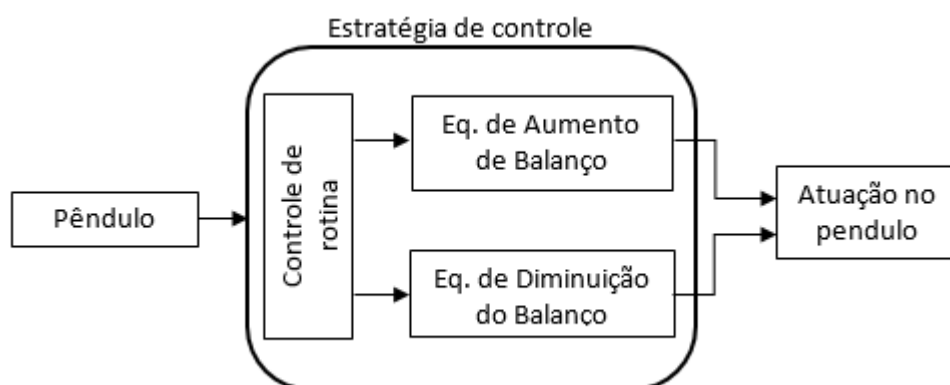 Estratégia de controle
Pêndulo
Controle de
rotina
Eq. de Aumento
de Balanço
Eq. de Diminuição
do Balanço
Atuação no
pendulo